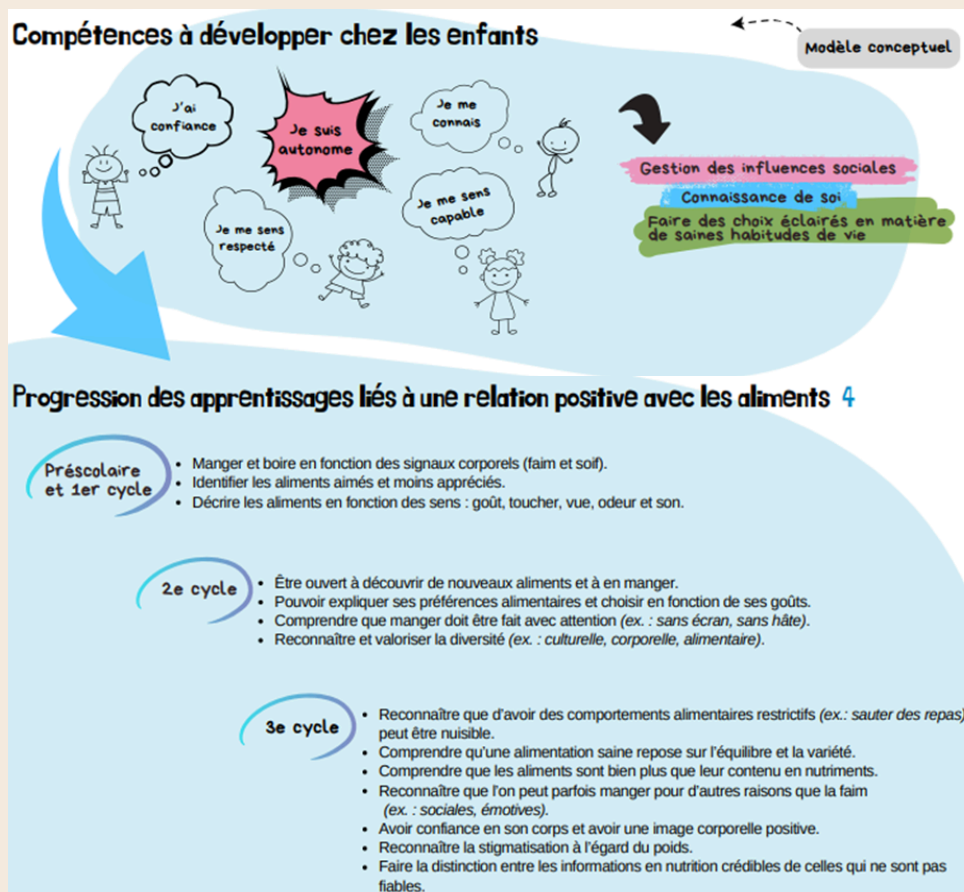 Compétences à développer chez les enfants
Modèle conceptuel
J'ai
confiance
Je suis
autonome
Je me
connais
Je me sens
respecté
Je me sens
capable
Gestion des influences sociales
Connaissance de soi
Faire des choix éclairés en matière
de saines habitudes de vie
Progression des apprentissages liés à une relation positive avec les aliments 4
Préscolaire
et 1er cycle
• Manger et boire en fonction des signaux corporels (faim et soif).
• Identifier les aliments aimés et moins appréciés.
• Décrire les aliments en fonction des sens : goût, toucher, vue, odeur et son.
2e cycle
• Être ouvert à découvrir de nouveaux aliments et à en manger.
• Pouvoir expliquer ses préférences alimentaires et choisir en fonction de ses goûts.
• Comprendre que manger doit être fait avec attention (ex. : sans écran, sans hâte).
• Reconnaître et valoriser la diversité (ex. : culturelle, corporelle, alimentaire).
3e cycle
• Reconnaître que d'avoir des comportements alimentaires restrictifs (ex.: sauter des repas)
peut être nuisible.
• Comprendre qu'une alimentation saine repose sur l'équilibre et la variété.
• Comprendre que les aliments sont bien plus que leur contenu en nutriments.
• Reconnaître que l'on peut parfois manger pour d'autres raisons que la faim
(ex. : sociales, émotives).
• Avoir confiance en son corps et avoir une image corporelle positive.
• Reconnaître la stigmatisation à l'égard du poids.
• Faire la distinction entre les informations en nutrition crédibles de celles qui ne sont pas
fiables.